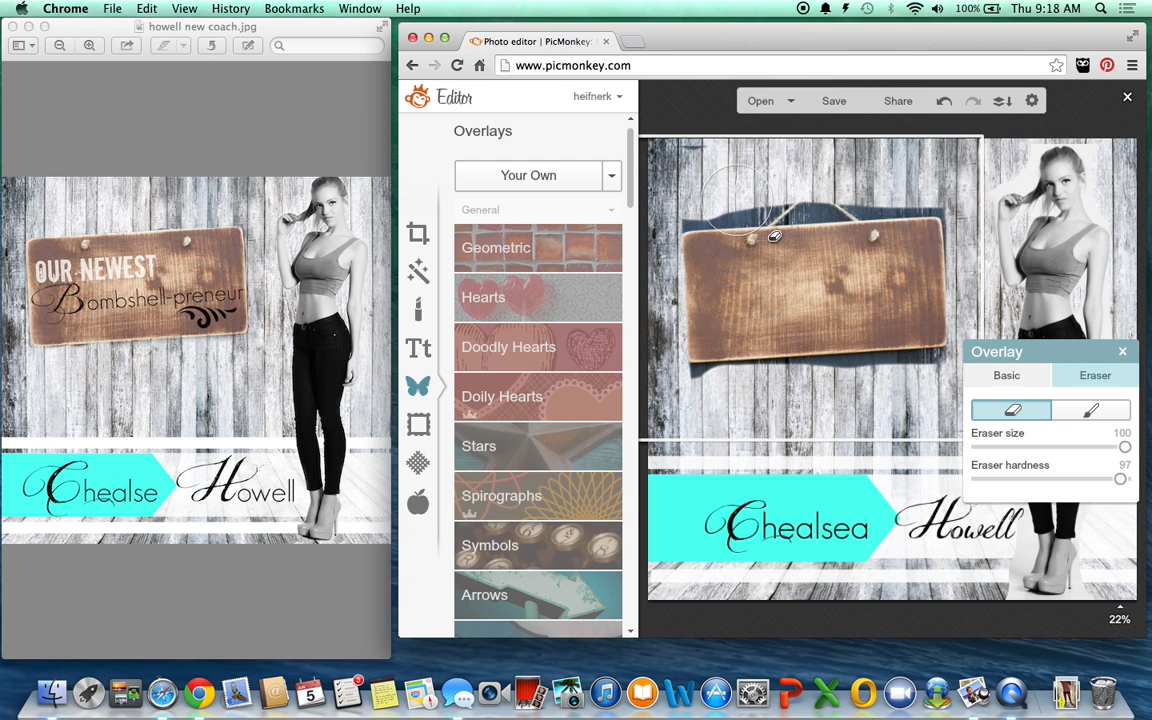 Chrome File Edit View History Bookmarks Window Help 100% Thu 9:18 AM
howell new coach.jpg
OUR NEWEST
Bombshell-preneur
Chealse Howell
Photo editor | PicMonkey:
www.picmonkey.com
Editor heifnerk
Open Save Share
Overlays
Your Own
General
Geometric
Hearts
Doodly Hearts
Doily Hearts
Stars
Spirographs
Symbols
Arrows
Overlay
Basic Eraser
Eraser size 100
Eraser hardness 97
Chealsea Howell
22%
JUN
5
3